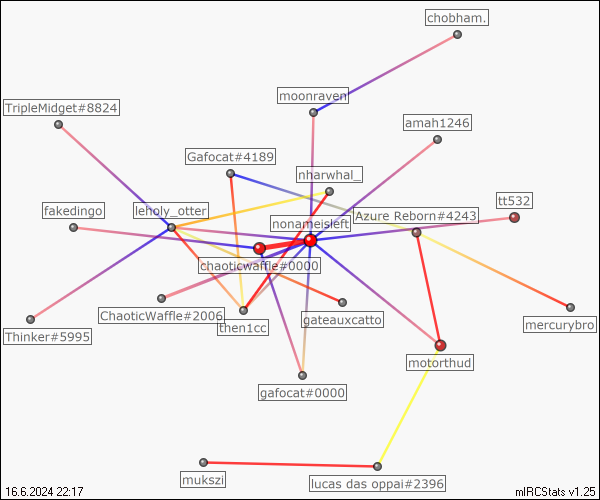 chobham.
moonraven
TripleMidget#8824
amah1246
Gafocat#4189
nharwhal_
tt532
fakedingo
leholy_otter
Azure Reborn#4243
nonameisleft
chaoticwaffle#0000
ChaoticWaffle#2006
gateauxcatto
mercurybro
then1cc
Thinker#5995
motorthud
gafocat#0000
mukszi
lucas das oppai#2396
16.6.2024 22:17
mIRCStats v1.25